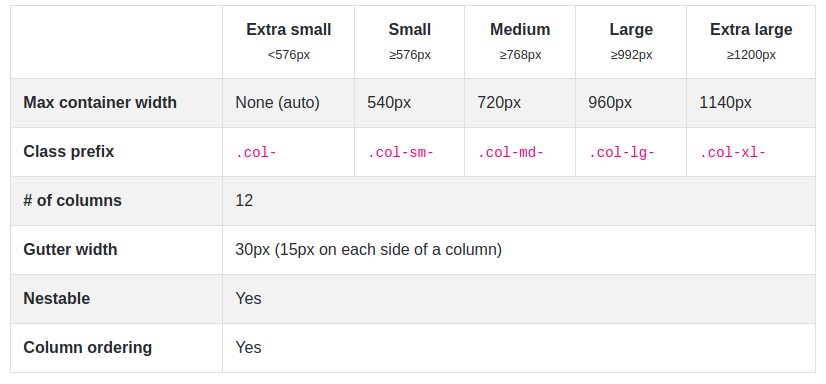 Extra small Small Medium Large Extra large
<576px ≥576px ≥768px ≥992px ≥1200px
Max container width None (auto) 540px 720px 960px 1140px
Class prefix .col- .col-sm- .col-md- .col-lg- .col-xl-
# of columns 12
Gutter width 30px (15px on each side of a column)
Nestable Yes
Column ordering Yes